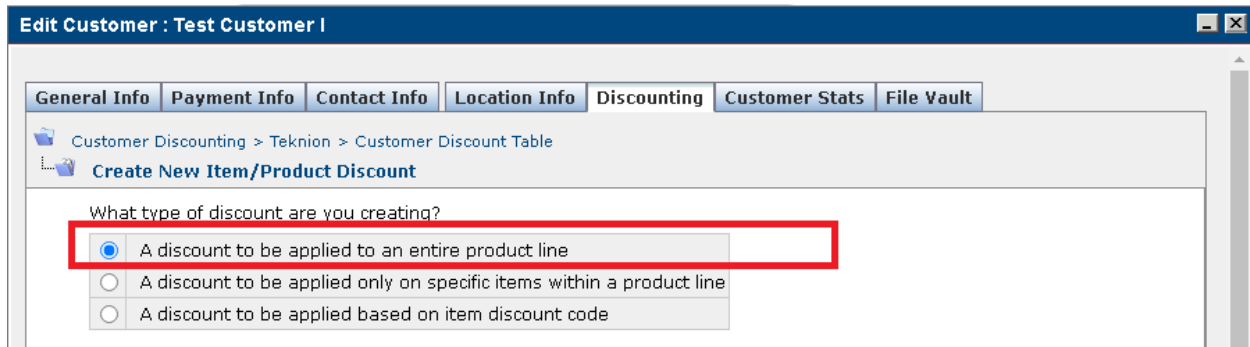 Edit Customer : Test Customer I
General Info Payment Info Contact Info Location Info Discounting Customer Stats File Vault
Customer Discounting > Teknion > Customer Discount Table
Create New Item/Product Discount
What type of discount are you creating?
A discount to be applied to an entire product line
A discount to be applied only on specific items within a product line
A discount to be applied based on item discount code